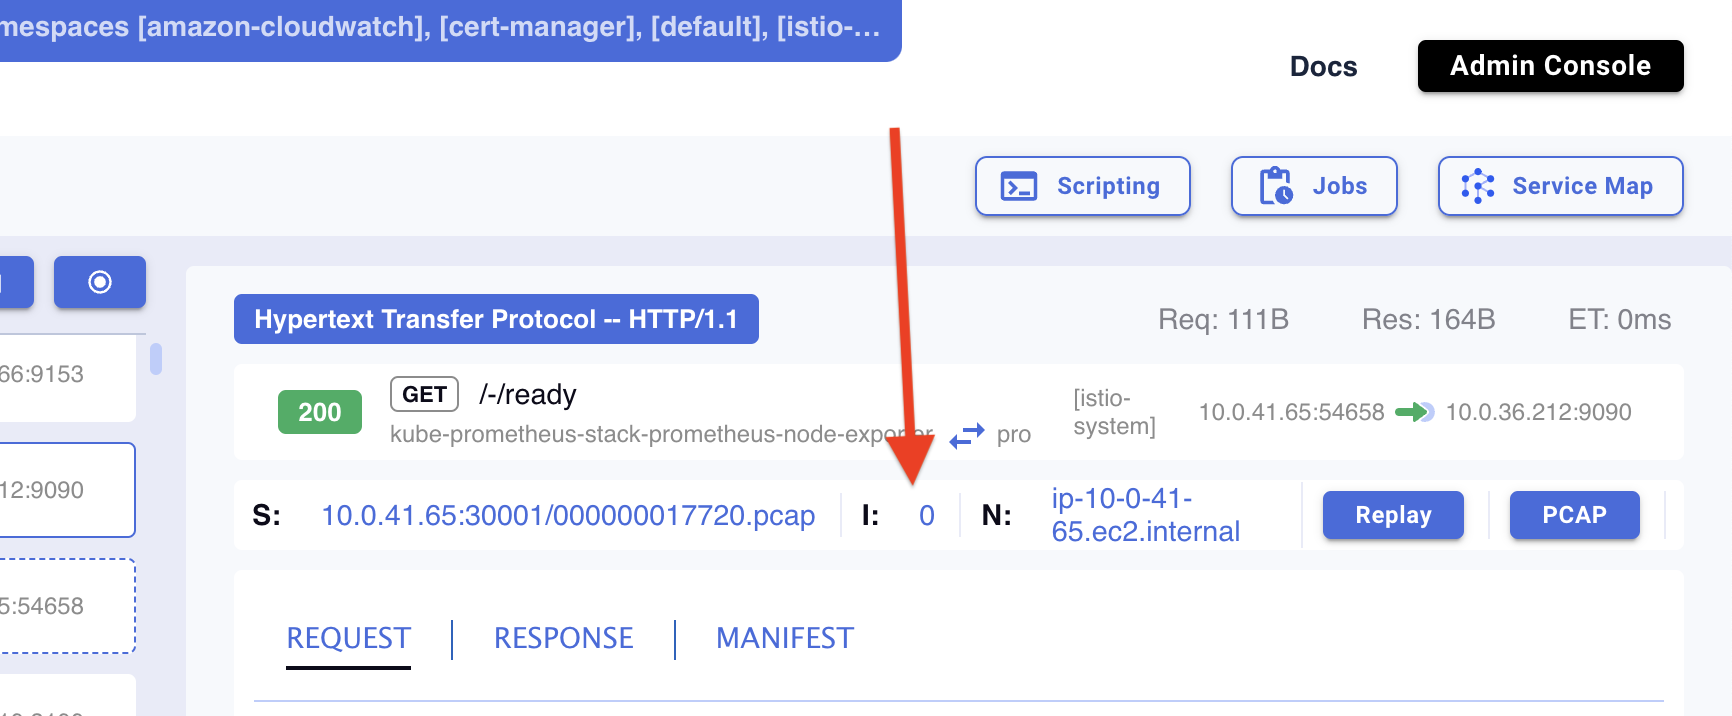 mespaces [amazon-cloudwatch], [cert-manager], [default], [istio-...
Docs
Admin Console
Scripting
Jobs
Service Map
66:9153
12:9090
5:54658
Hypertext Transfer Protocol -- HTTP/1.1
Req: 111B
Res: 164B
ET: 0ms
200
GET
/-/ready
kube-prometheus-stack-prometheus-node-exporter
pro
[istio-
system]
10.0.41.65:54658
10.0.36.212:9090
S:
10.0.41.65:30001/000000017720.pcap
I:
0
N:
ip-10-0-41-
65.ec2.internal
Replay
PCAP
REQUEST
RESPONSE
MANIFEST